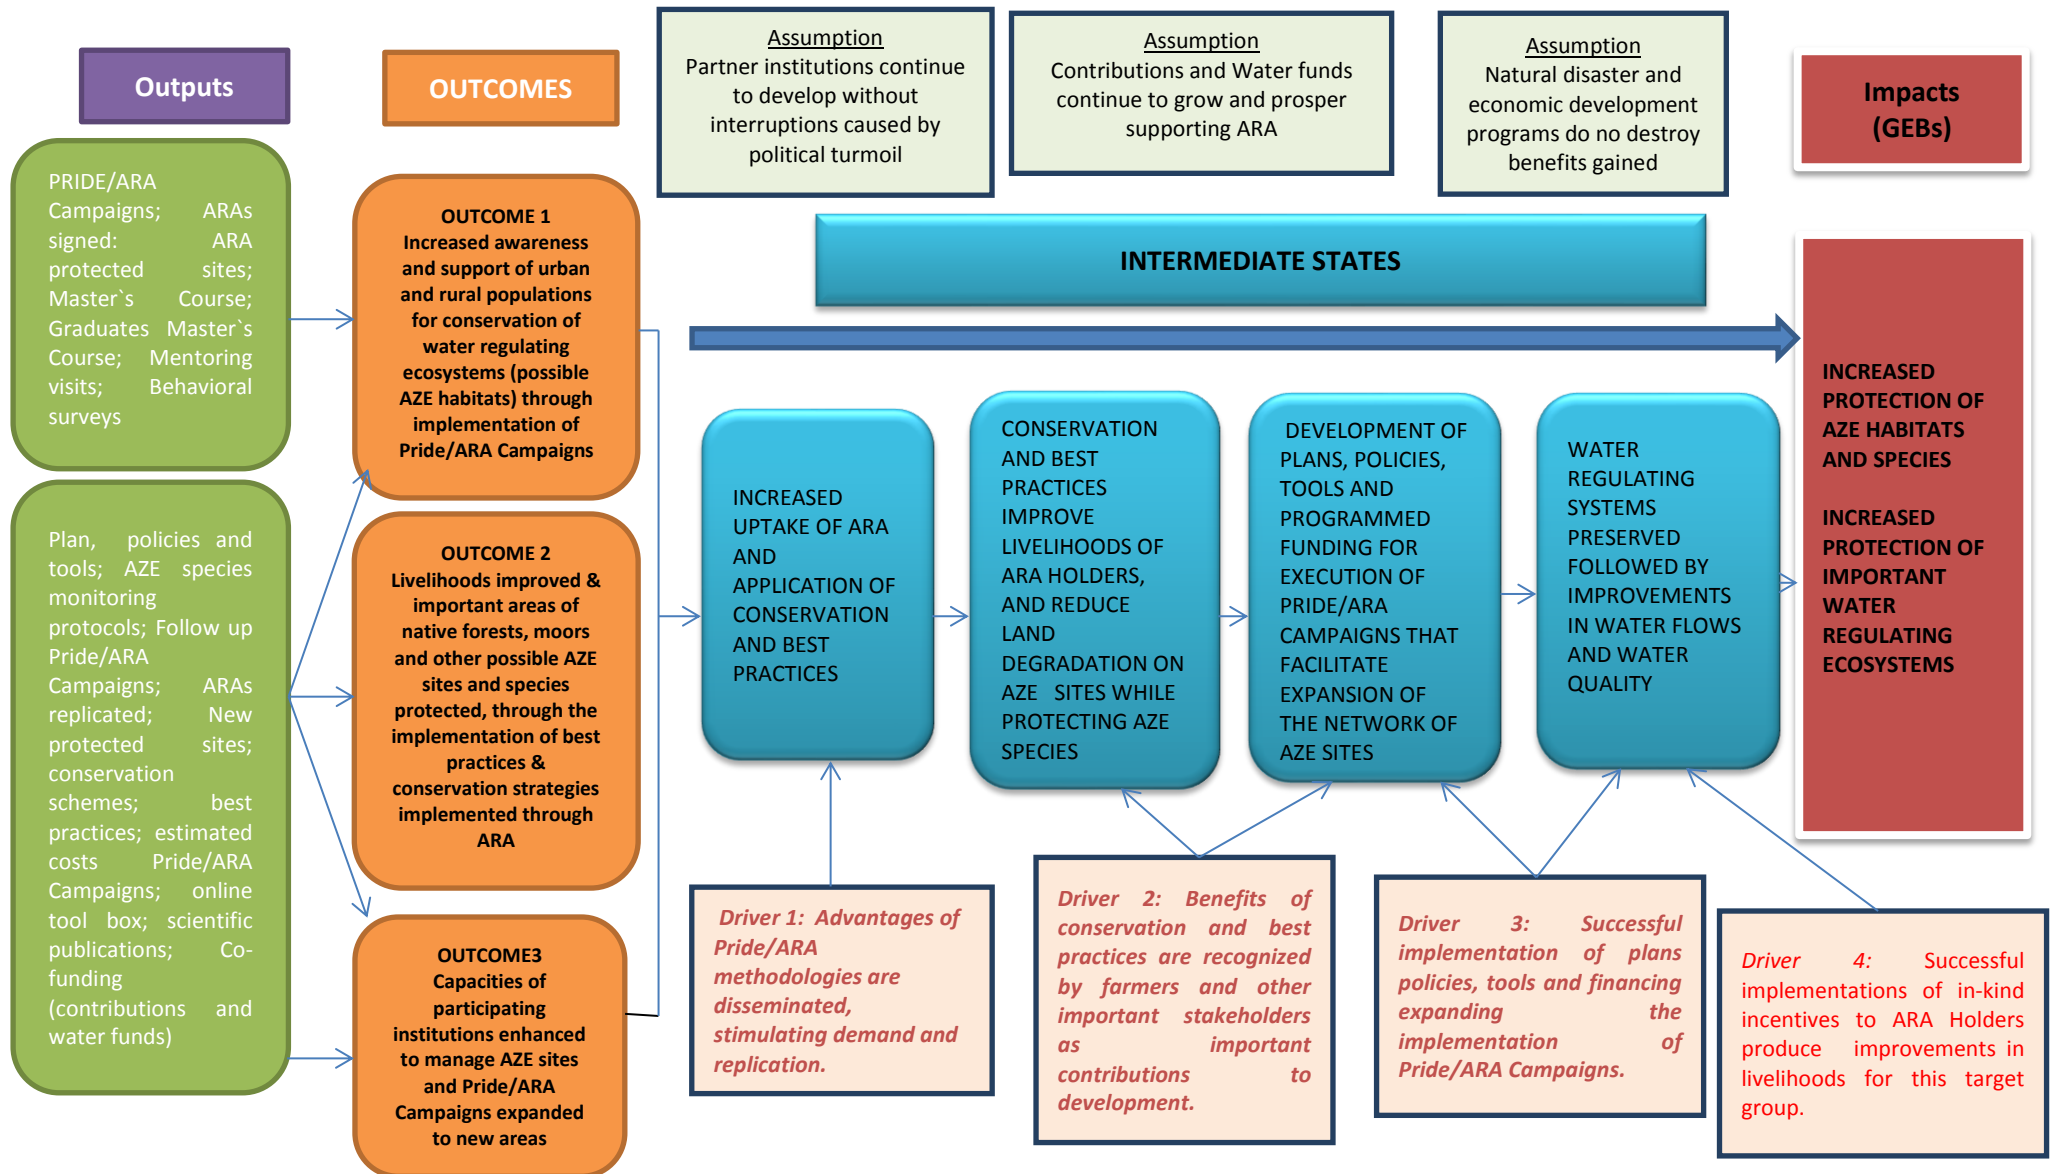 Outputs
PRIDE/ARA
Campaigns; ARAs
signed: ARA
protected sites;
Master`s Course;
Graduates Master`s
Course; Mentoring
visits; Behavioral
surveys
Plan, policies and
tools; AZE species
monitoring
protocols; Follow up
Pride/ARA
Campaigns; ARAs
replicated; New
protected sites;
conservation
schemes; best
practices; estimated
costs Pride/ARA
Campaigns; online
tool box; scientific
publications; Co-
funding
(contributions and
water funds)
OUTCOMES
OUTCOME 1
Increased awareness
and support of urban
and rural populations
for conservation of
water regulating
ecosystems (possible
AZE habitats) through
implementation of
Pride/ARA Campaigns
OUTCOME 2
Livelihoods improved &
important areas of
native forests, moors
and other possible AZE
sites and species
protected, through the
implementation of best
practices &
conservation strategies
implemented through
ARA
OUTCOME3
Capacities of
participating
institutions enhanced
to manage AZE sites
and Pride/ARA
Campaigns expanded
to new areas
Assumption
Partner institutions continue
to develop without
interruptions caused by
political turmoil
Assumption
Contributions and Water funds
continue to grow and prosper
supporting ARA
Assumption
Natural disaster and
economic development
programs do no destroy
benefits gained
INTERMEDIATE STATES
INCREASED
UPTAKE OF ARA
AND
APPLICATION OF
CONSERVATION
AND BEST
PRACTICES
CONSERVATION
AND BEST
PRACTICES
IMPROVE
LIVELIHOODS OF
ARA HOLDERS,
AND REDUCE
LAND
DEGRADATION ON
AZE SITES WHILE
PROTECTING AZE
SPECIES
DEVELOPMENT OF
PLANS, POLICIES,
TOOLS AND
PROGRAMMED
FUNDING FOR
EXECUTION OF
PRIDE/ARA
CAMPAIGNS THAT
FACILITATE
EXPANSION OF
THE NETWORK OF
AZE SITES
WATER
REGULATING
SYSTEMS
PRESERVED
FOLLOWED BY
IMPROVEMENTS
IN WATER FLOWS
AND WATER
QUALITY
Driver 1: Advantages of
Pride/ARA
methodologies are
disseminated,
stimulating demand and
replication.
Driver 2: Benefits of
conservation and best
practices are recognized
by farmers and other
important stakeholders
as important
contributions to
development.
Driver 3: Successful
implementation of plans
policies, tools and financing
expanding the
implementation of
Pride/ARA Campaigns.
Driver 4: Successful
implementations of in-kind
incentives to ARA Holders
produce improvements in
livelihoods for this target
group.
Impacts
(GEBs)
INCREASED
PROTECTION OF
AZE HABITATS
AND SPECIES
INCREASED
PROTECTION OF
IMPORTANT
WATER
REGULATING
ECOSYSTEMS